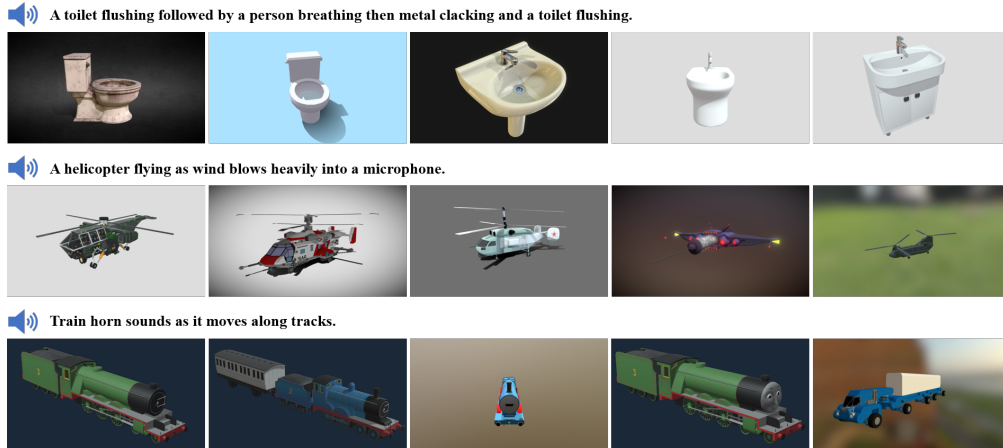 A toilet flushing followed by a person breathing then metal clacking and a toilet flushing.
A helicopter flying as wind blows heavily into a microphone.
Train horn sounds as it moves along tracks.